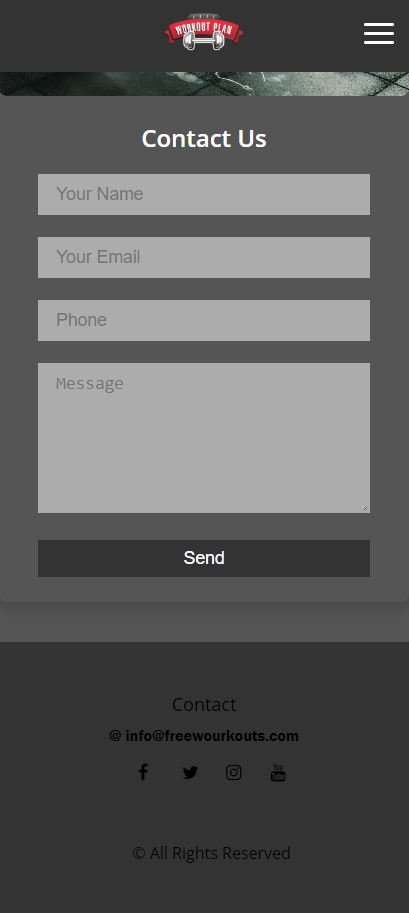 WORKOUT PLAN
Contact Us
Your Name
Your Email
Phone
Message
Send
Contact
@ info@freewourkouts.com
You
Tube
© All Rights Reserved